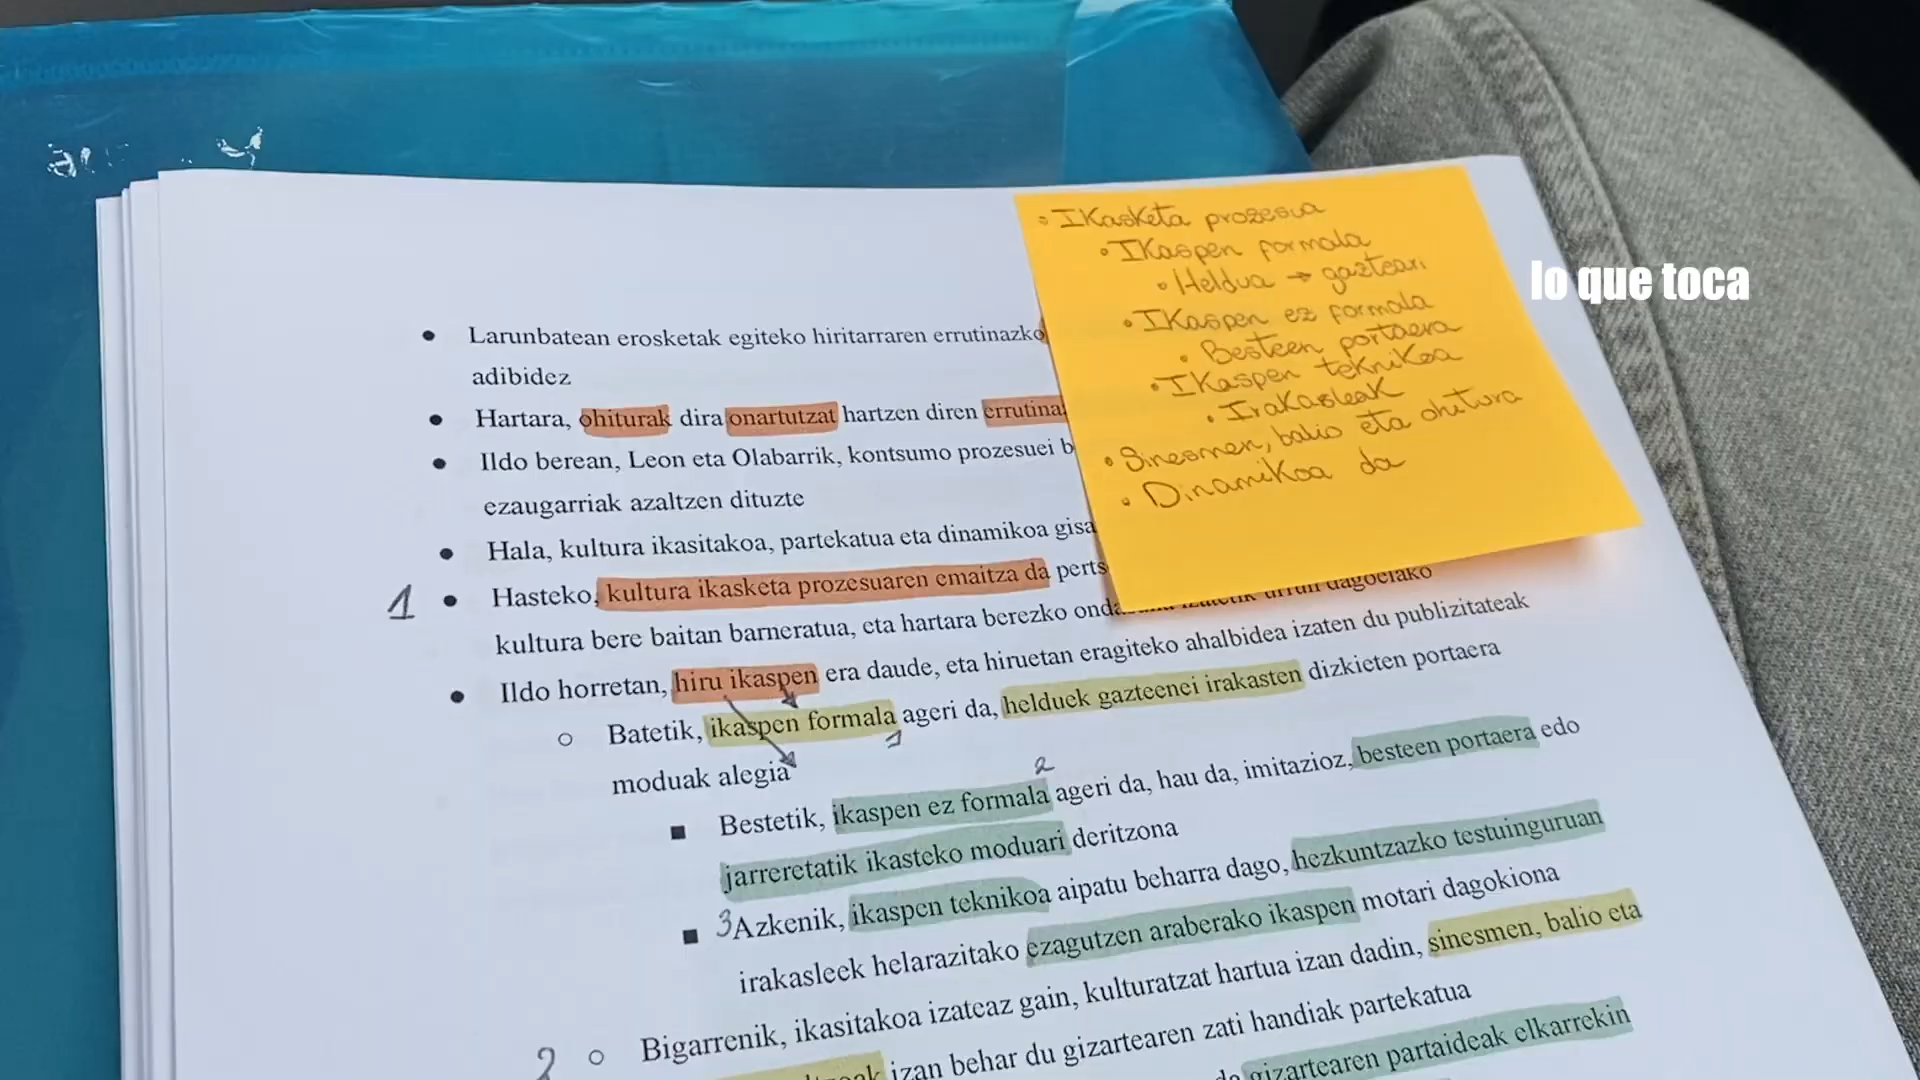 Ikasketa prozesua
Ikaspen formala
Heldua → gazteari
Ikaspen ez formala
Besteen portaera
Ikaspen teknikoa
Irakasleak
Sinesmen, balio eta ohitura
Dinamikoa da
lo que toca
Larunbatean erosketak egiteko hiritarraren errutinazko
adibidez
Hartara, ohiturak dira onartutzat hartzen diren
Ildo berean, Leon eta Olabarrik, kontsumo prozesuei
ezaugarriak azaltzen dituzte
Hala, kultura ikasitakoa, partekatua eta dinamikoa
1 Hasteko, kultura ikasketa prozesuaren emaitza da
kultura bere baitan barneratua, eta hartara berezko urrun dagoelako
Ildo horretan, hiru ikaspen era daude, eta hiruetan eragiteko ahalbidea izaten du publizitateak
Batetik, ikaspen formala ageri da, helduek gazteenei irakasten dizkieten portaera
1
moduak alegia
2
Bestetik, ikaspen ez formala ageri da, hau da, imitazioz, besteen portaera edo
jarreretatik ikasteko moduari deritzona
3 Azkenik, ikaspen teknikoa aipatu beharra dago, hezkuntzazko testuinguruan
irakasleek helarazitako ezagutzen araberako ikaspen motari dagokiona
2 Bigarrenik, ikasitakoa izateaz gain, kulturatzat hartua izan dadin, sinesmen, balio eta
izan behar du gizartearen zati handiak partekatua
gizartearen partaideak elkarrekin